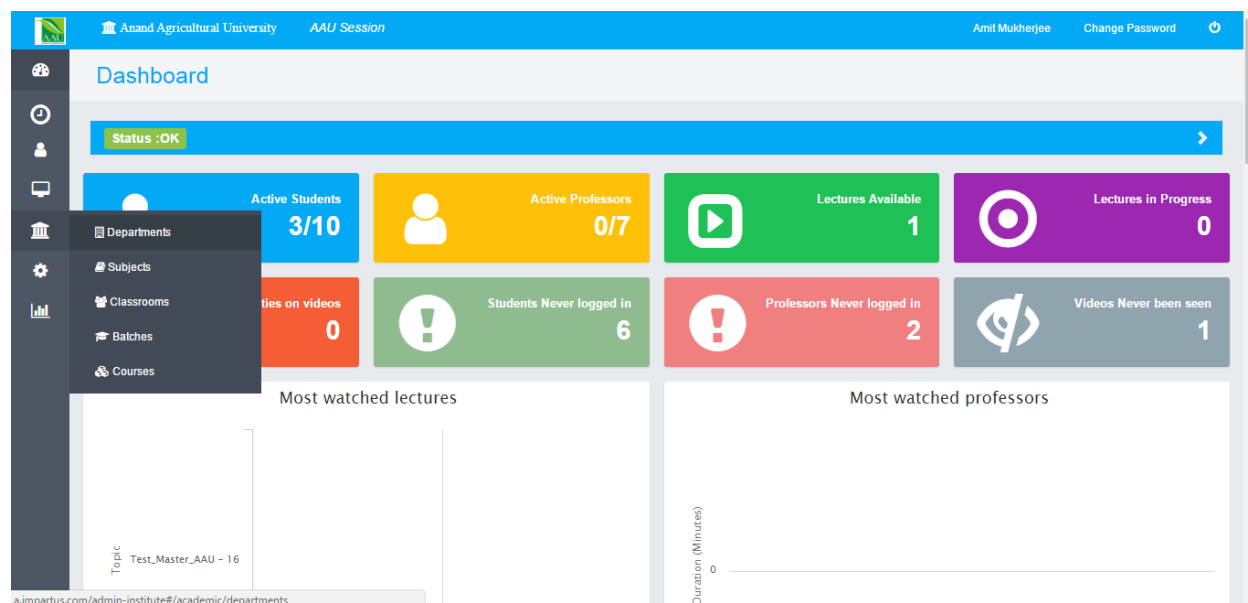 AAU
Anand Agricultural University AAU Session Amit Mukherjee Change Password
Dashboard
Status :OK
Active Students
3/10
Active Professors
0/7
Lectures Available
1
Lectures in Progress
0
Departments
Subjects
Classrooms
Batches
Courses
ties on videos
0
Students Never logged in
6
Professors Never logged in
2
Videos Never been seen
1
Most watched lectures
Topic
Test_Master_AAU - 16
Most watched professors
Duration (Minutes)
0
a.impartus.com/admin-institute#/academic/departments